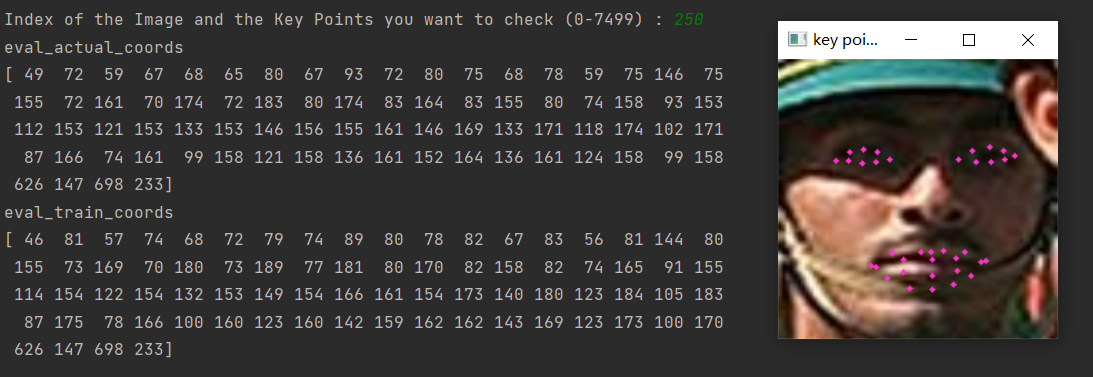 Index of the Image and the Key Points you want to check (0-7499) : 250
eval_actual_coords
[ 49 72 59 67 68 65 80 67 93 72 80 75 68 78 59 75 146 75
155 72 161 70 174 72 183 80 174 83 164 83 155 80 74 158 93 153
112 153 121 153 133 153 146 156 155 161 146 169 133 171 118 174 102 171
87 166 74 161 99 158 121 158 136 161 152 164 136 161 124 158 99 158
626 147 698 233]
eval_train_coords
[ 46 81 57 74 68 72 79 74 89 80 78 82 67 83 56 81 144 80
155 73 169 70 180 73 189 77 181 80 170 82 158 82 74 165 91 155
114 154 122 154 132 153 149 154 166 161 154 173 140 180 123 184 105 183
87 175 78 166 100 160 123 160 142 159 162 162 143 169 123 173 100 170
626 147 698 233]
key poi...